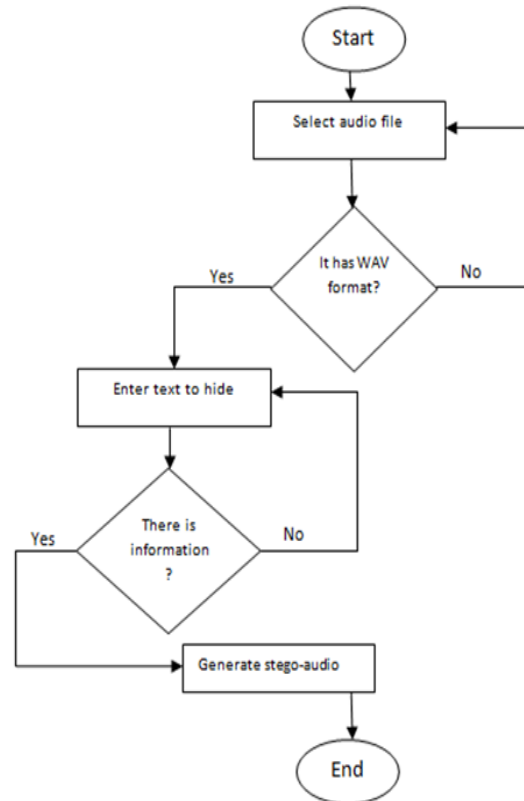 Start
Select audio file
It has WAV
format?
Yes
No
Enter text to hide
There is
information
?
Yes
No
Generate stego-audio
End